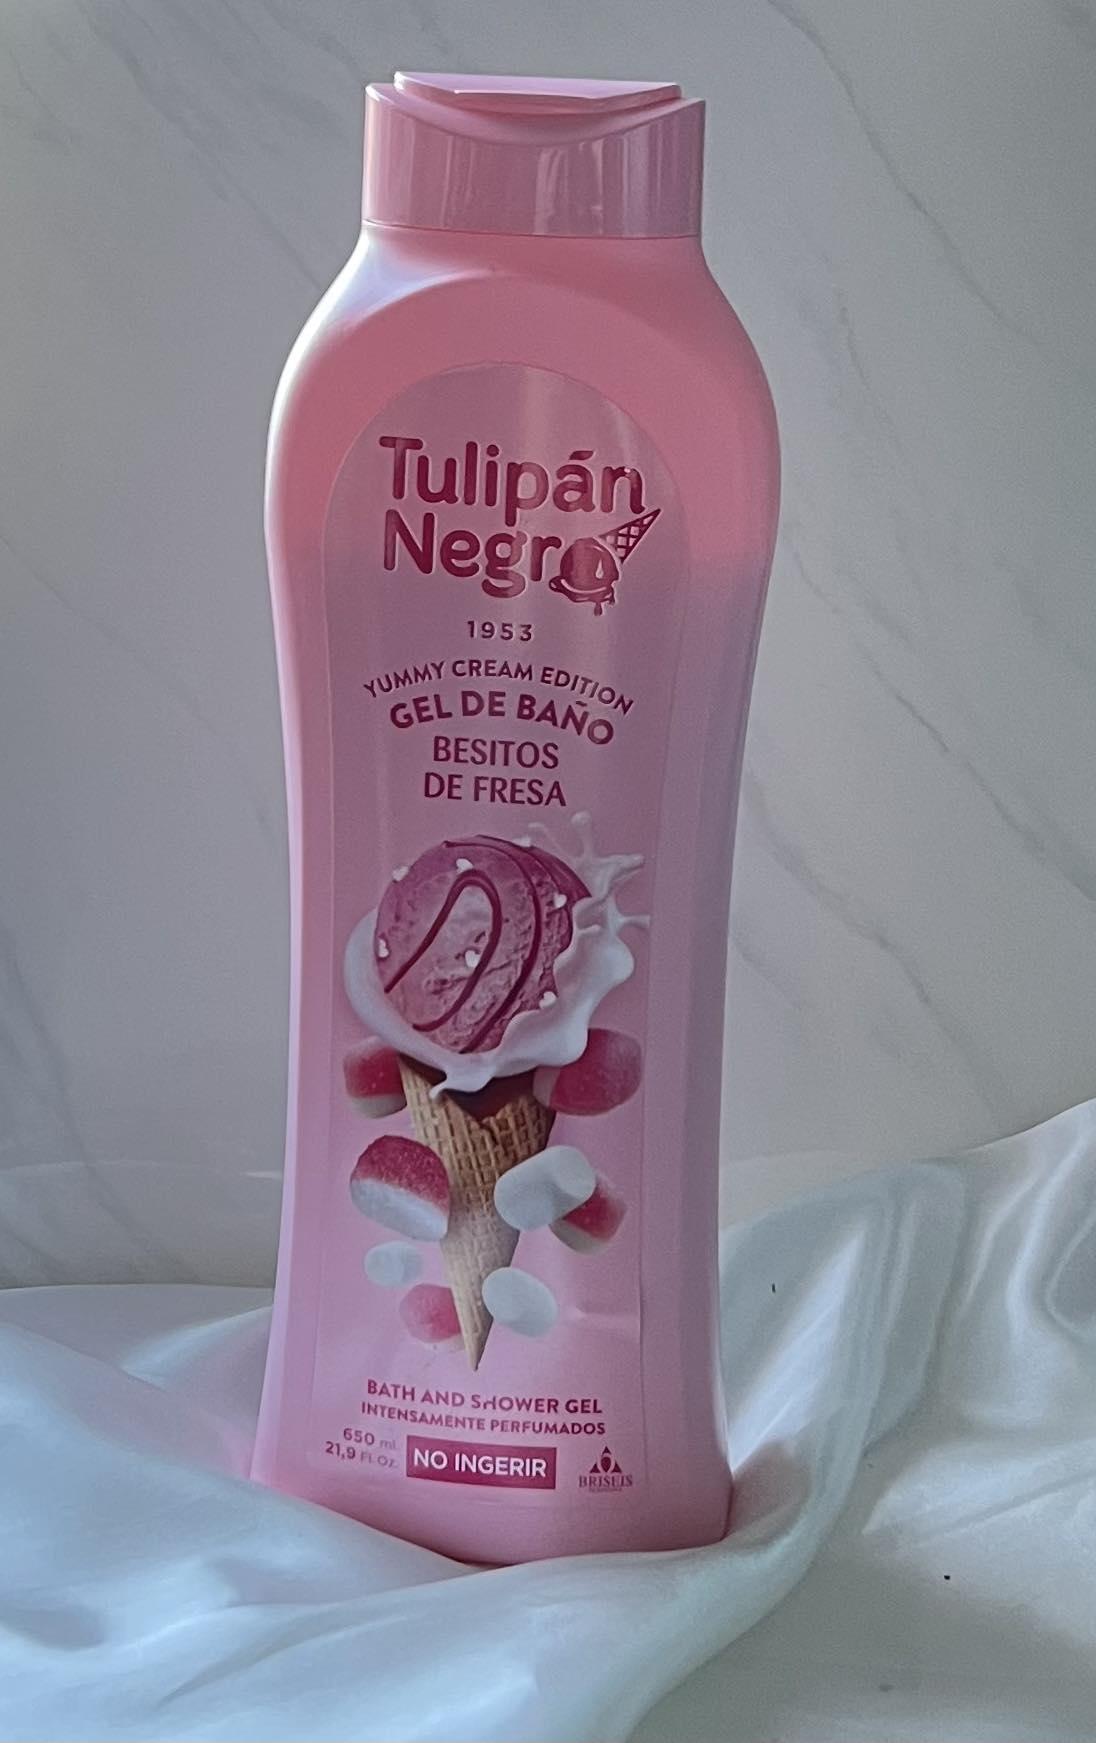 Tulipán
Negro
1953
YUMMY CREAM EDITION
GEL DE BAÑO
BESITOS
DE FRESA
BATH AND SHOWER GEL
INTENSAMENTE PERFUMADOS
650 ml.
21,9 Fl. Oz.
NO INGERIR
BRISEIS